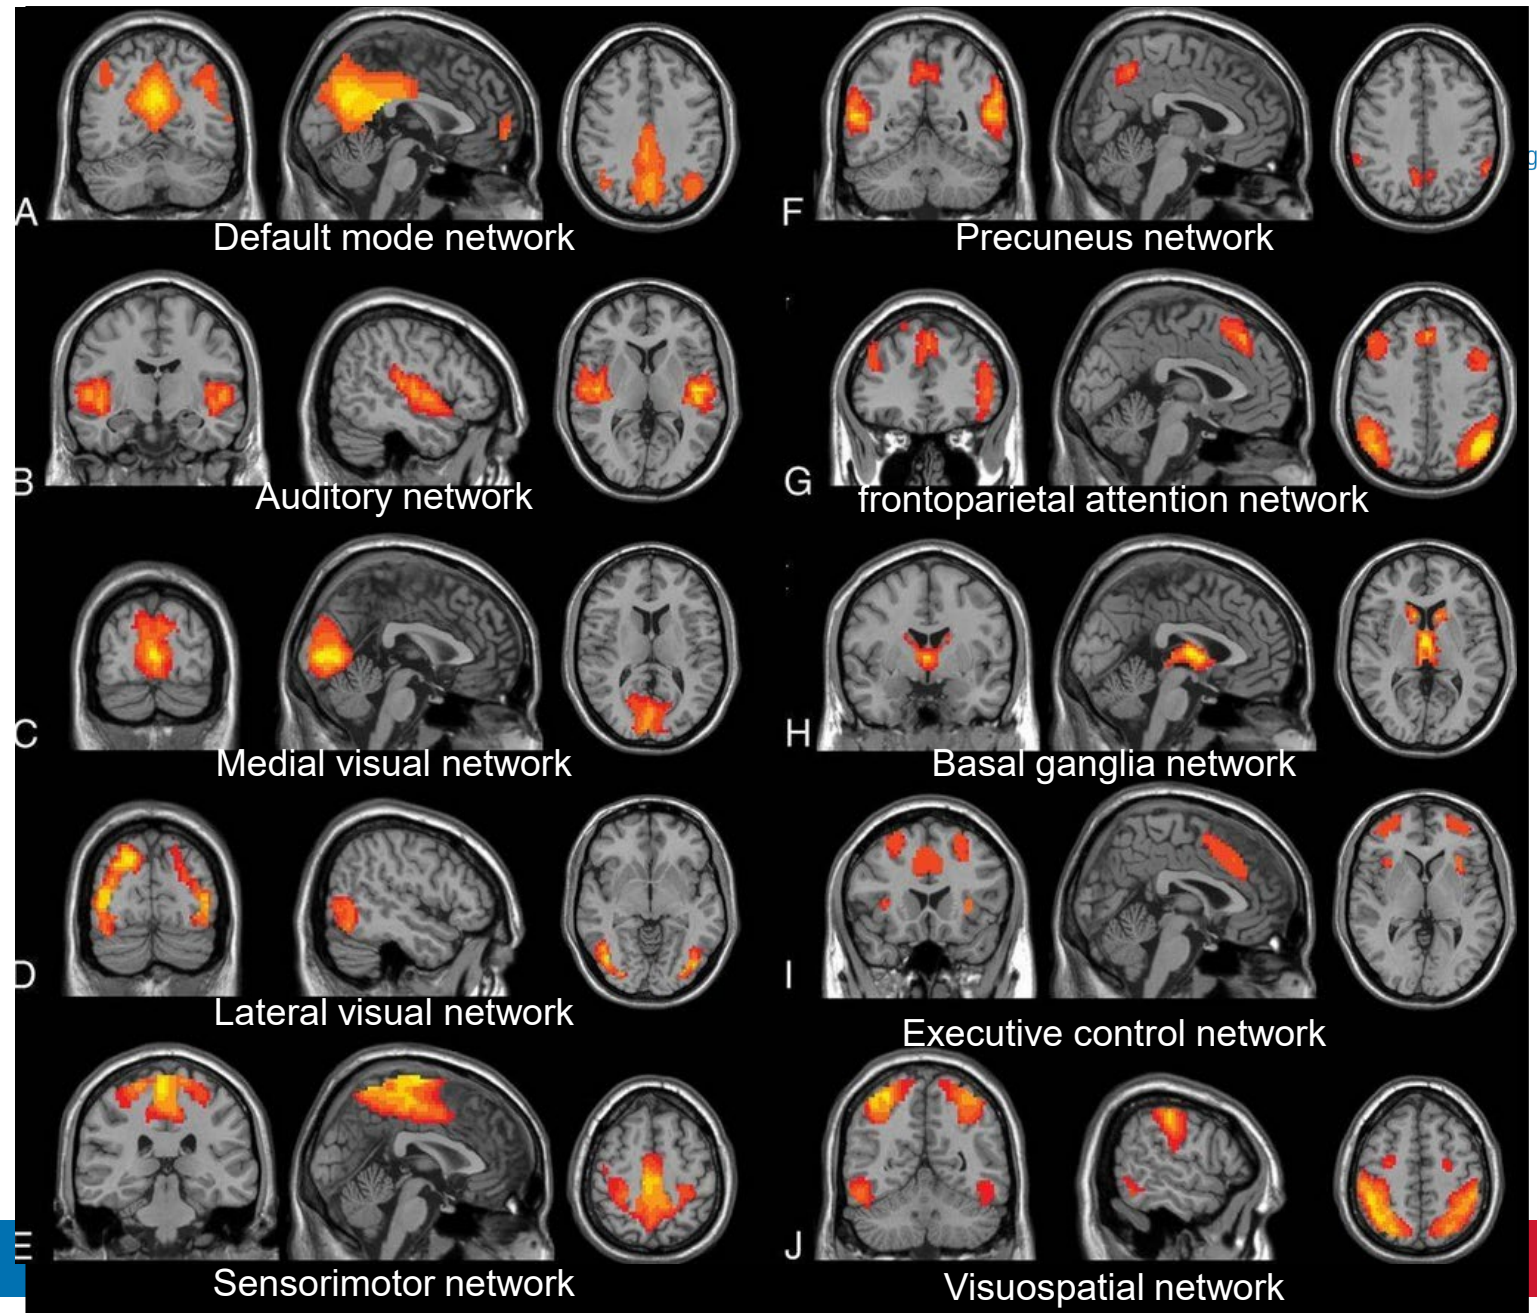 A
Default mode network
B
Auditory network
C
Medial visual network
D
Lateral visual network
E
Sensorimotor network
F
Precuneus network
G
frontoparietal attention network
H
Basal ganglia network
I
Executive control network
J
Visuospatial network